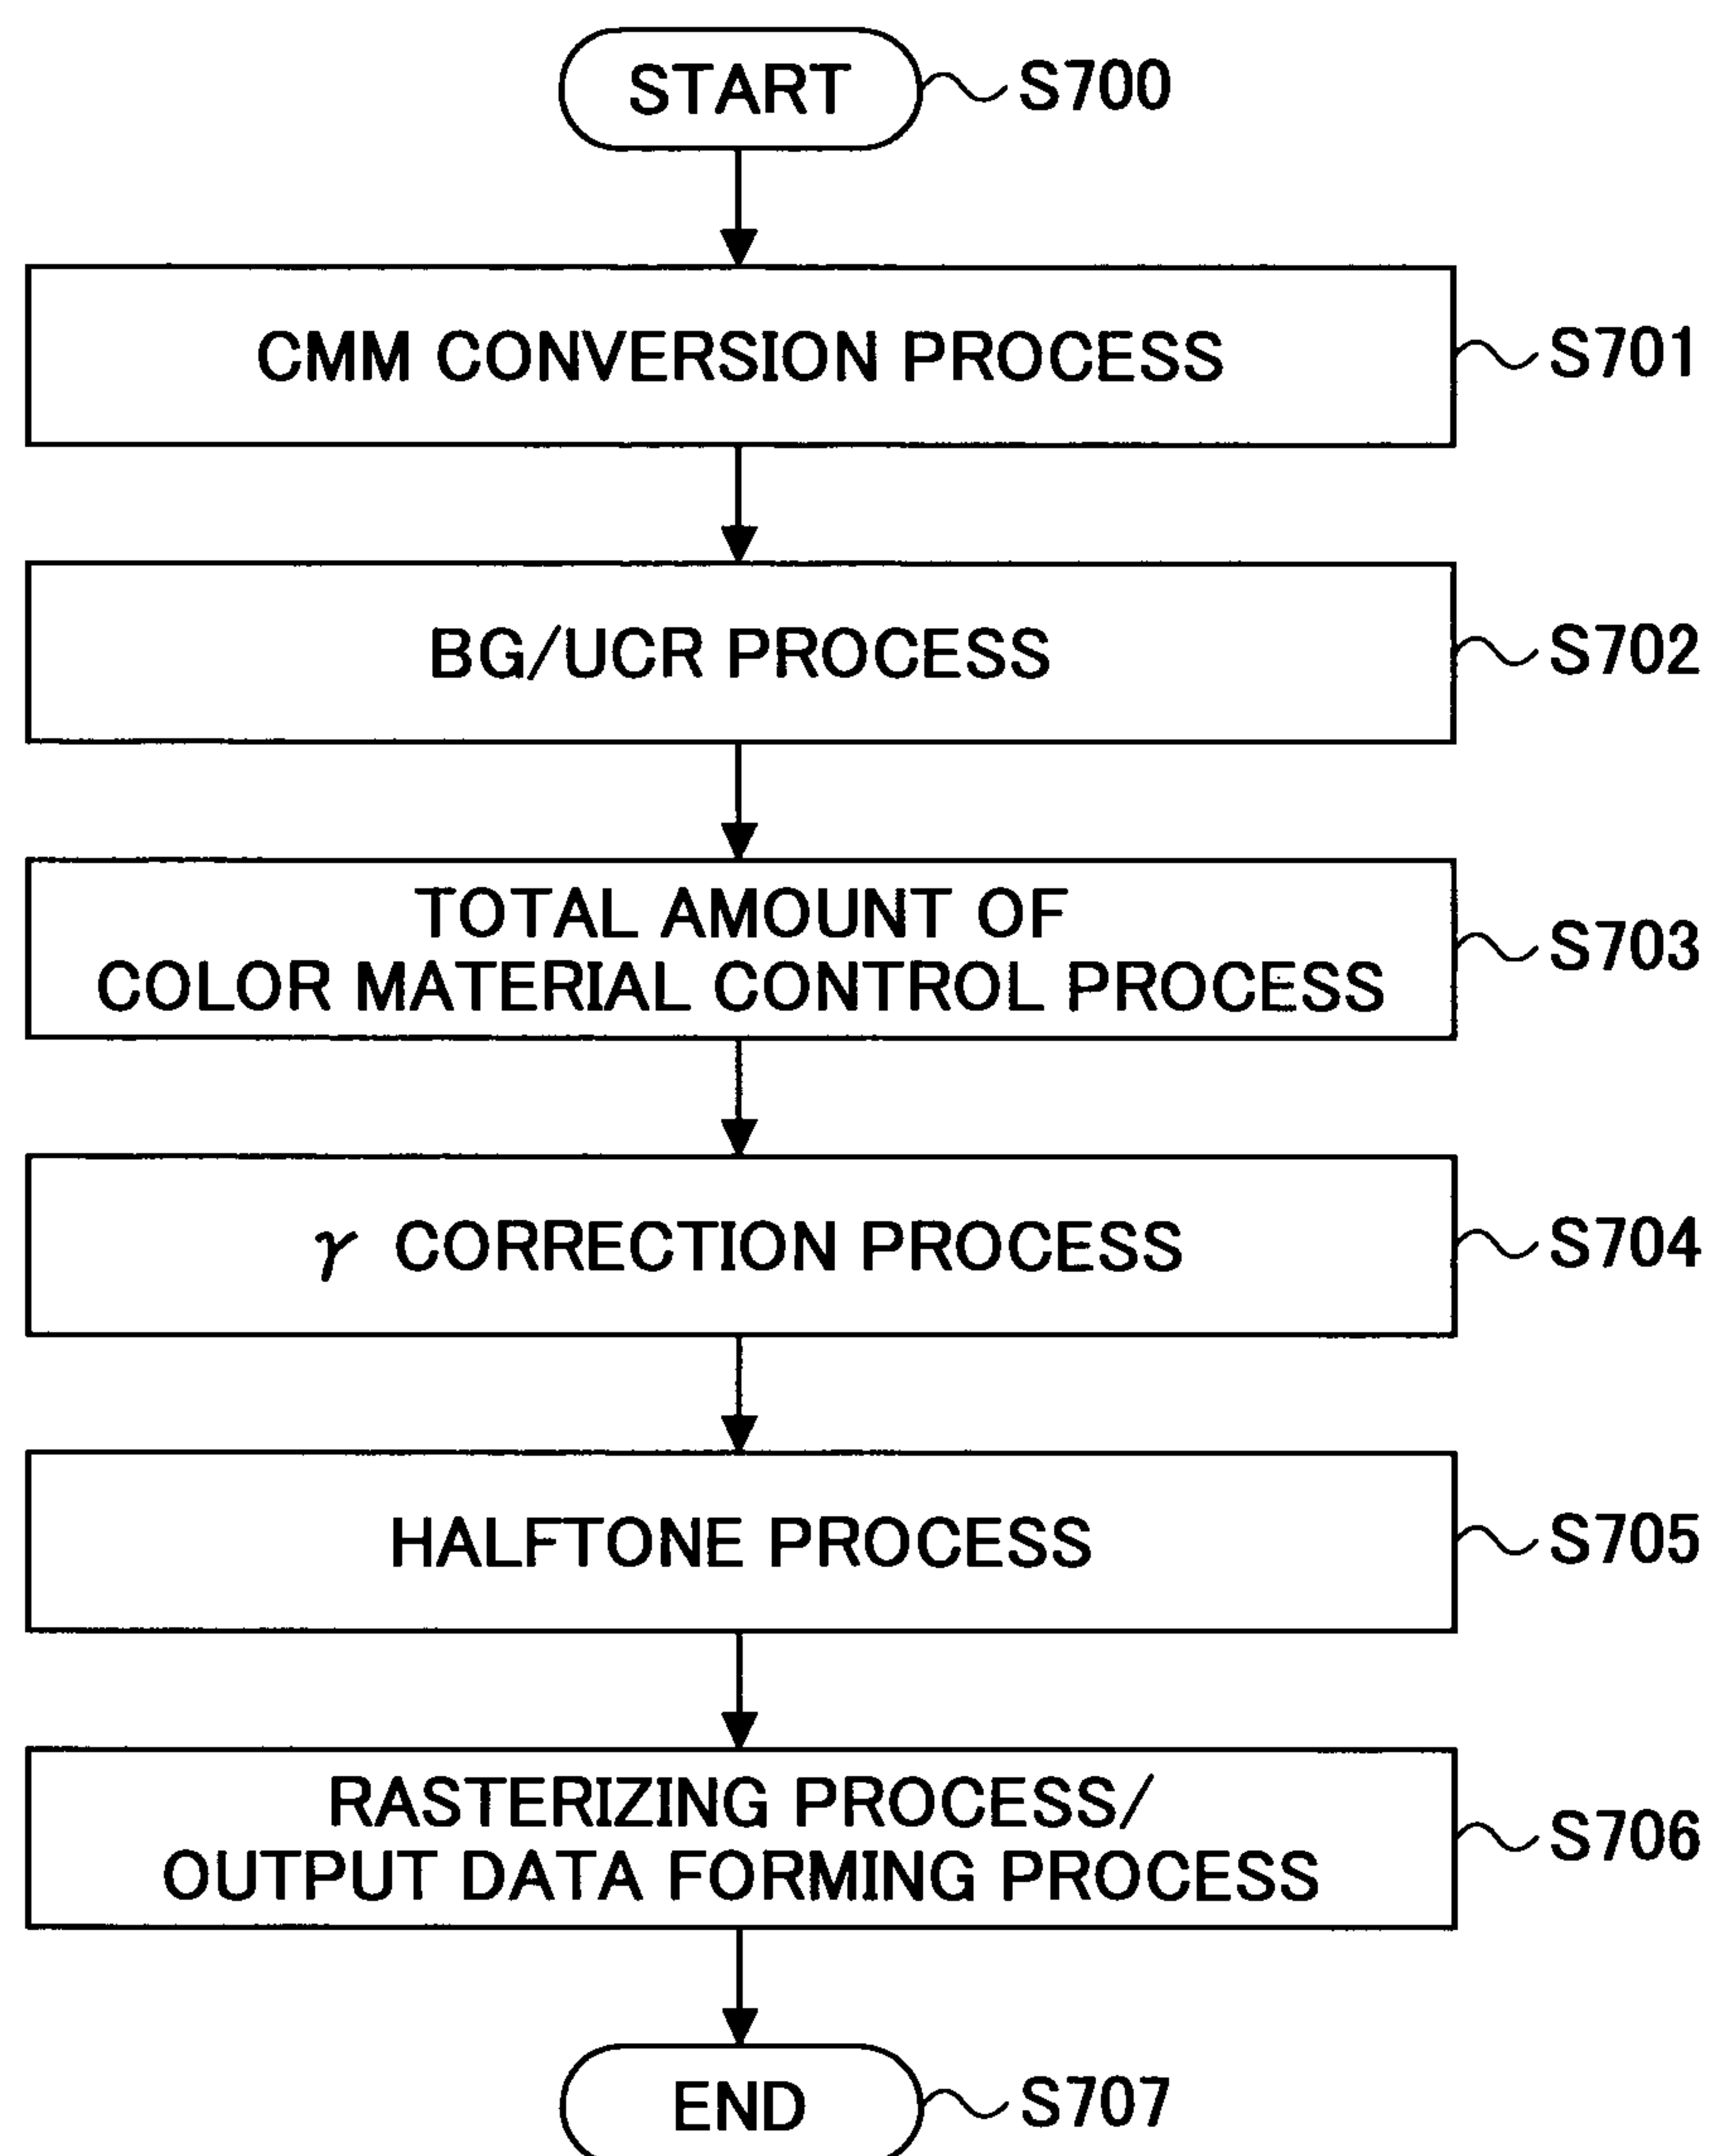 START
S700
CMM CONVERSION PROCESS
S701
BG/UCR PROCESS
S702
TOTAL AMOUNT OF
COLOR MATERIAL CONTROL PROCESS
S703
γ CORRECTION PROCESS
S704
HALFTONE PROCESS
S705
RASTERIZING PROCESS/
OUTPUT DATA FORMING PROCESS
S706
END
S707